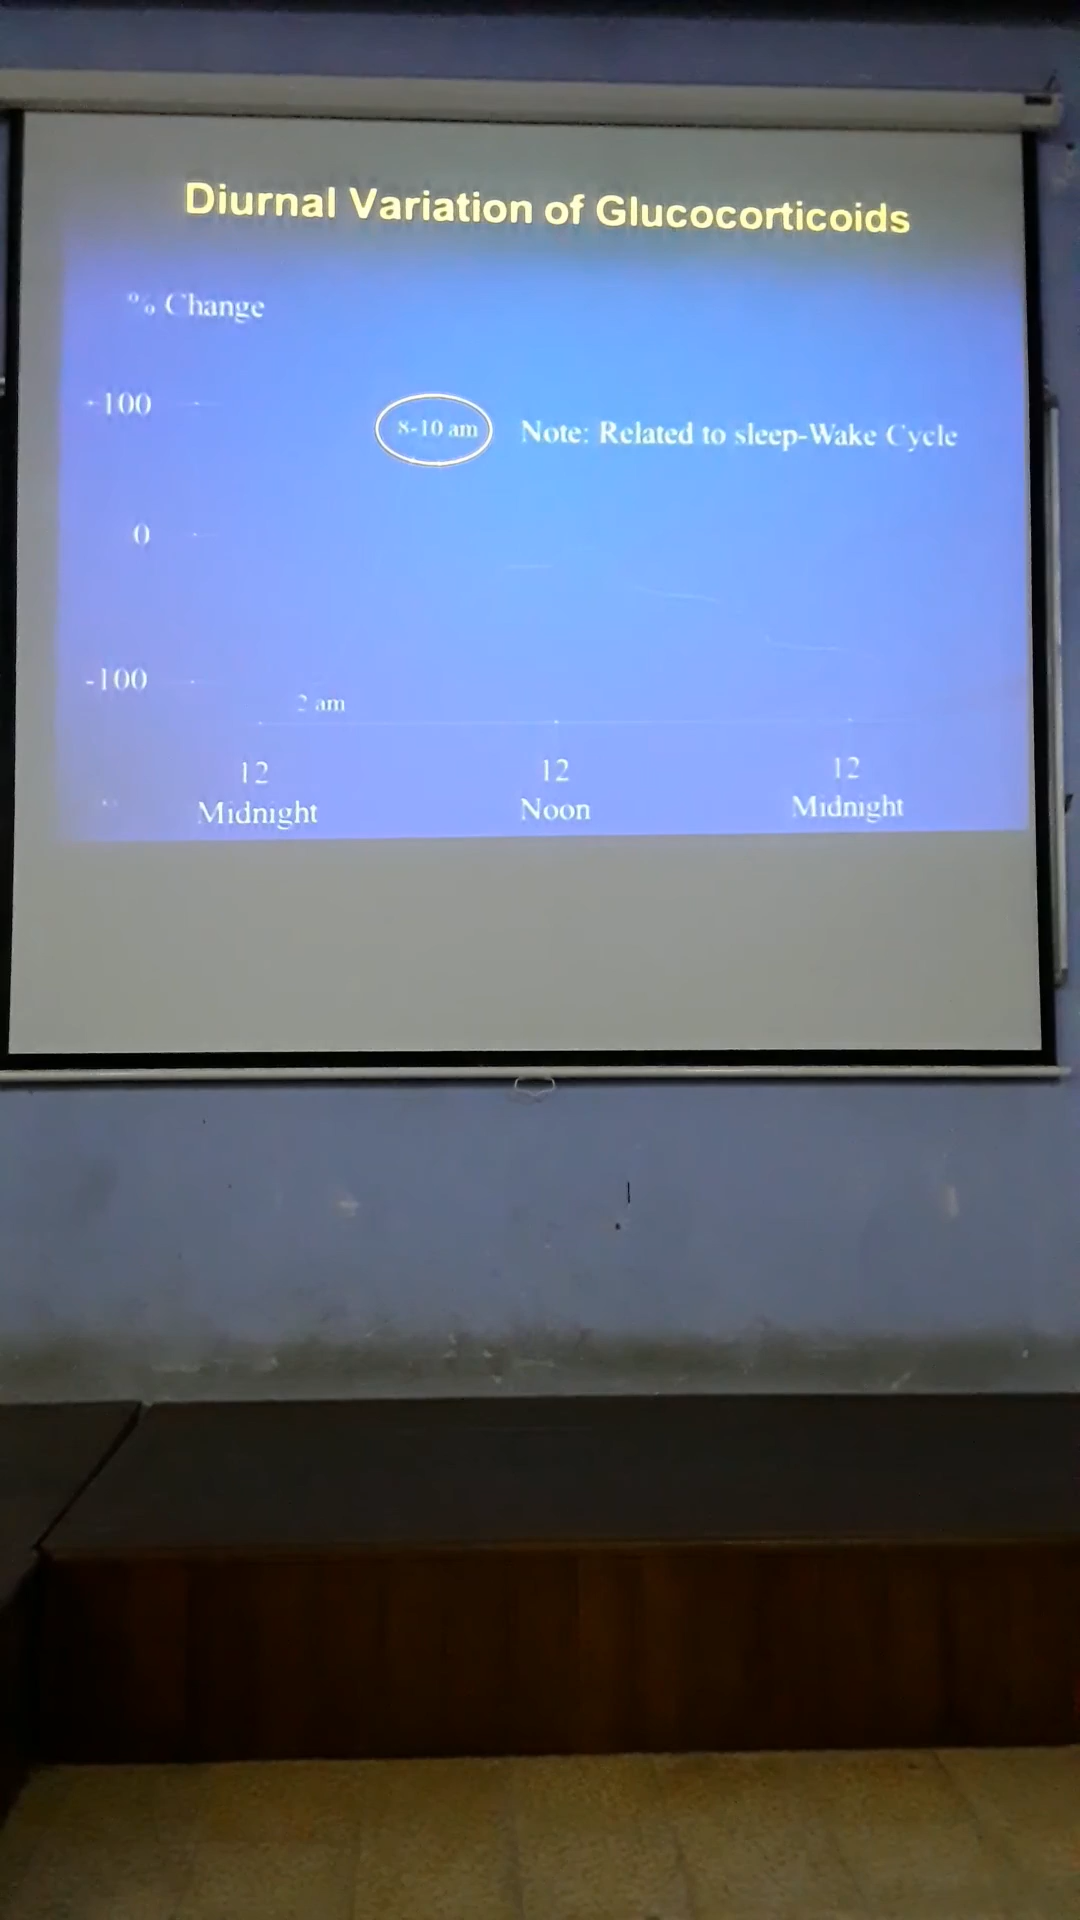 Diurnal Variation of Glucocorticoids
% Change
+100
8-10 am
Note: Related to sleep-Wake Cycle
0
-100
2 am
12
Midnight
12
Noon
12
Midnight